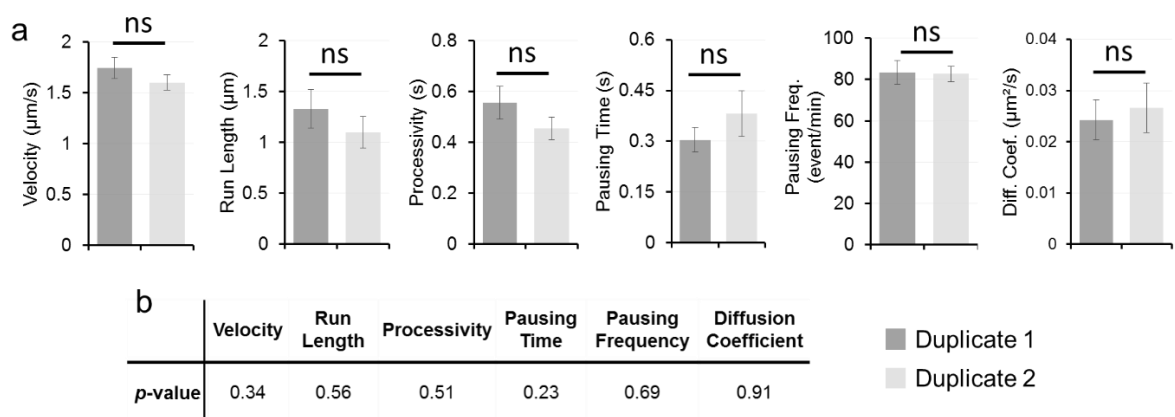 a
ns
Velocity (µm/s)
2
1.5
1
0.5
0
ns
Run Length (µm)
2
1.5
1
0.5
0
ns
Processivity (s)
0.8
0.6
0.4
0.2
0
ns
Pausing Time (s)
0.6
0.45
0.3
0.15
0
ns
Pausing Freq.
(event/min)
100
80
60
40
20
0
ns
Diff. Coef. (µm²/s)
0.04
0.03
0.02
0.01
0.00
b
Velocity Run Length Processivity Pausing Time Pausing Frequency Diffusion Coefficient
p-value 0.34 0.56 0.51 0.23 0.69 0.91
Duplicate 1
Duplicate 2